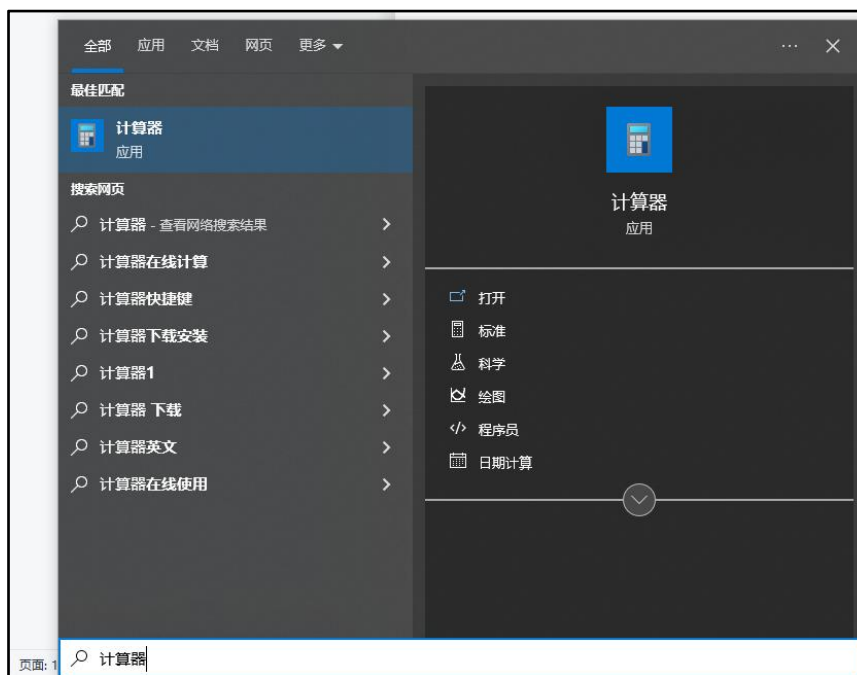 全部 应用 文档 网页 更多
最佳匹配
计算器
应用
搜索网页
计算器 - 查看网络搜索结果
计算器在线计算
计算器快捷键
计算器下载安装
计算器1
计算器 下载
计算器英文
计算器在线使用
计算器
应用
打开
标准
科学
绘图
程序员
日期计算
页面: 1
计算器